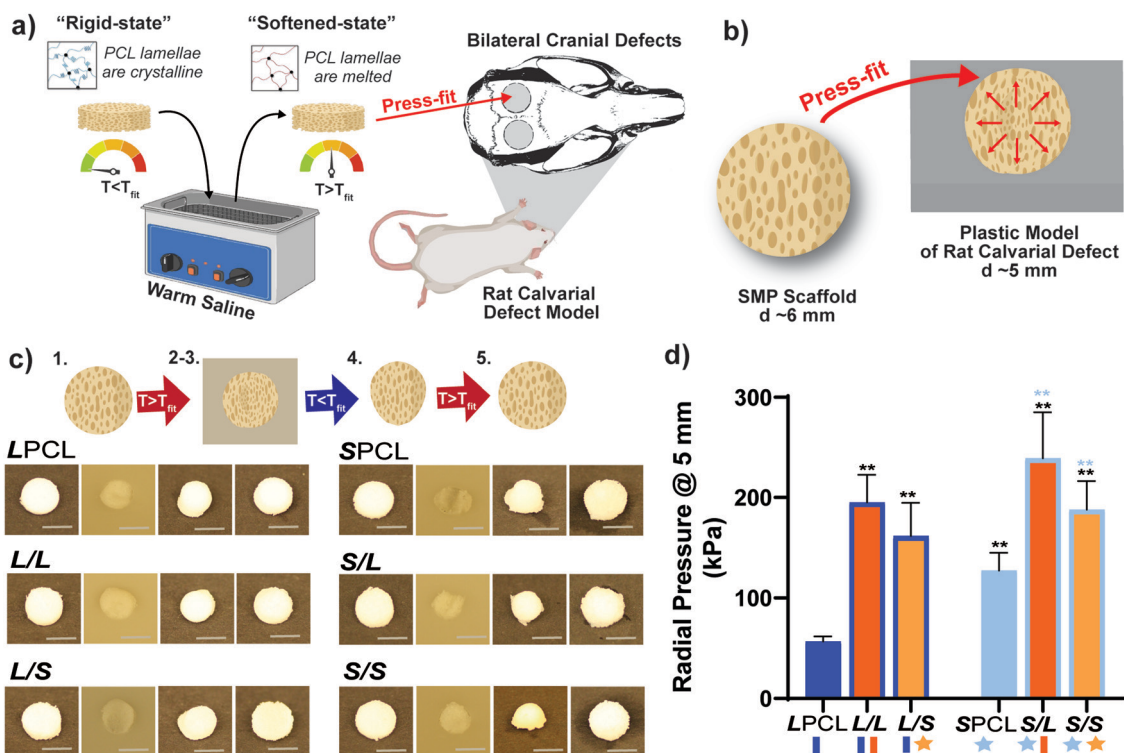 a)
"Rigid-state"
PCL lamellae
are crystalline
T<Tfit
"Softened-state"
PCL lamellae
are melted
T>Tfit
Press-fit
Warm Saline
Bilateral Cranial Defects
Rat Calvarial
Defect Model
b)
Press-fit
SMP Scaffold
d ~6 mm
Plastic Model
of Rat Calvarial Defect
d ~5 mm
c)
1.
T>Tfit
2-3.
T<Tfit
4.
T>Tfit
5.
LPCL
SPCL
L/L
S/L
L/S
S/S
d)
Radial Pressure @ 5 mm
(kPa)
300
200
100
0
**
**
**
**
**
**
**
LPCL
L/L
L/S
SPCL
S/L
S/S